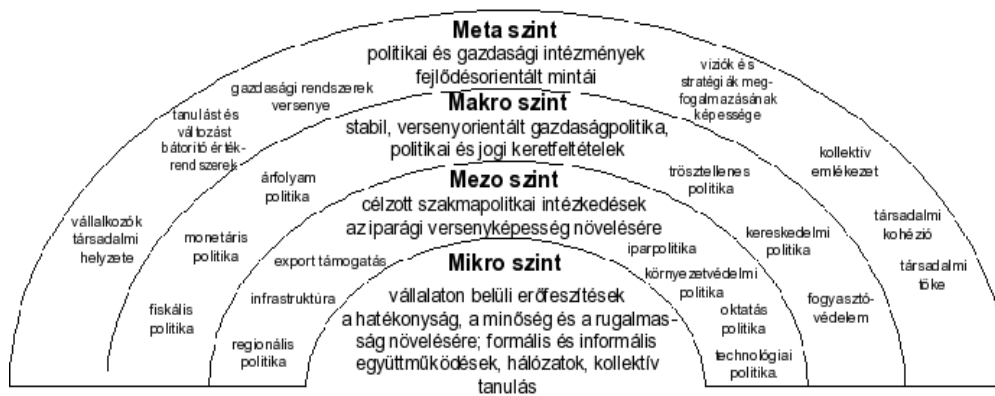 Meta szint
politikai és gazdasági intézmények
fejlődésorientált mintái
gazdasági rendszerek
versenye
tanulást és
változást
bátorító érték-
rendszerek
vállalkozók
társadalmi
helyzete
víziók és
stratégiák meg-
fogalmazásának
képessége
kollektív
emlékezet
társadalmi
kohézió
társadalmi
tőke
Makro szint
stabil, versenyorientált gazdaságpolitika,
politikai és jogi keretfeltételek
árfolyam
politika
monetáris
politika
fiskális
politika
trösztellenes
politika
kereskedelmi
politika
fogyasztó-
védelem
Mezo szint
célzott szakmapolitkai intézkedések
az iparági versenyképesség növelésére
export támogatás
infrastruktúra
regionális
politika
iparpolitika
környezetvédelmi
politika
oktatás
politika
technológiai
politika.
Mikro szint
vállalaton belüli erőfeszítések
a hatékonyság, a minőség és a rugalmas-
ság növelésére; formális és informális
együttműködések, hálózatok, kollektív
tanulás